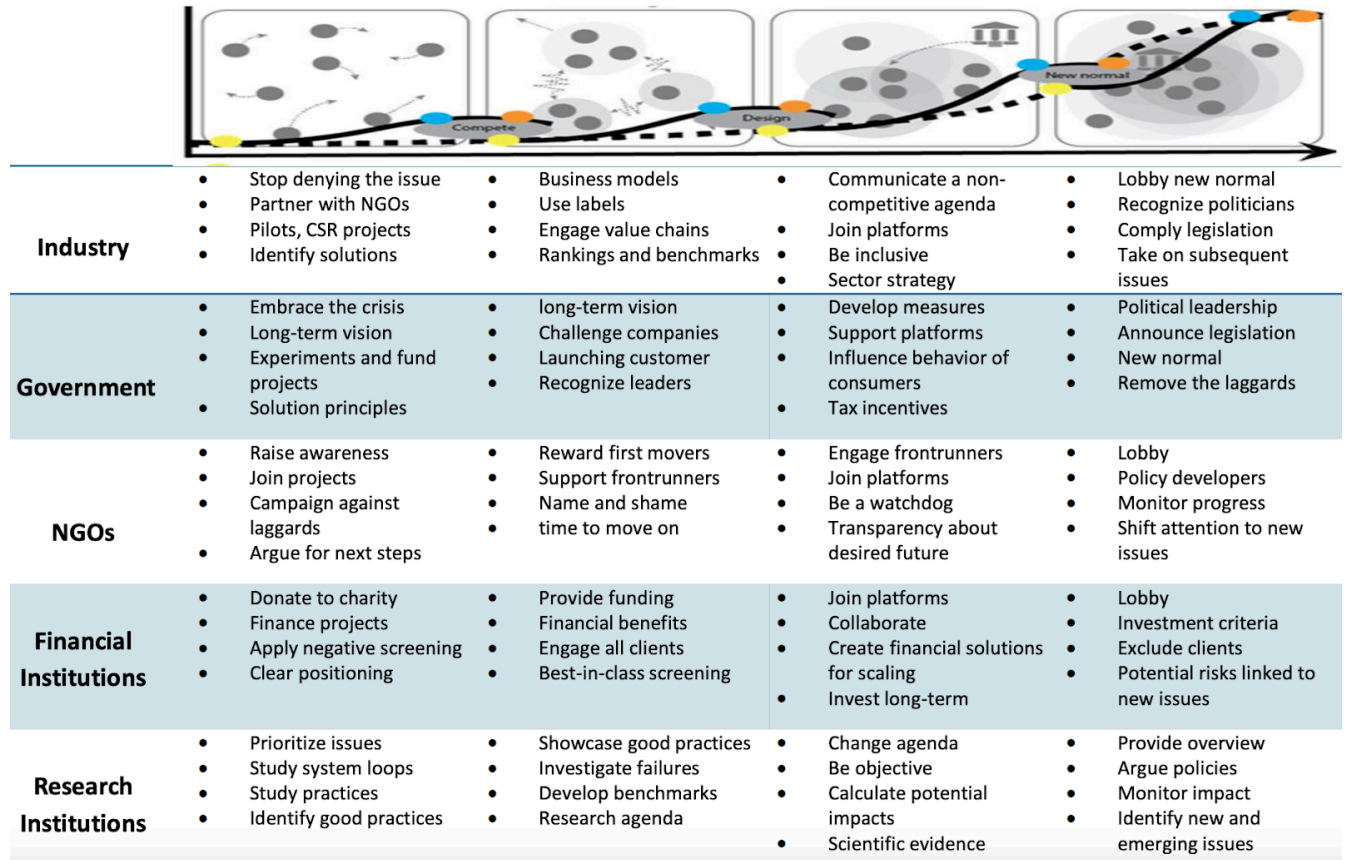 Compete
Design
New normal
Industry
• Stop denying the issue
• Partner with NGOs
• Pilots, CSR projects
• Identify solutions
• Business models
• Use labels
• Engage value chains
• Rankings and benchmarks
• Communicate a non-
competitive agenda
• Join platforms
• Be inclusive
• Sector strategy
• Lobby new normal
• Recognize politicians
• Comply legislation
• Take on subsequent
issues
Government
• Embrace the crisis
• Long-term vision
• Experiments and fund
projects
• Solution principles
• long-term vision
• Challenge companies
• Launching customer
• Recognize leaders
• Develop measures
• Support platforms
• Influence behavior of
consumers
• Tax incentives
• Political leadership
• Announce legislation
• New normal
• Remove the laggards
NGOs
• Raise awareness
• Join projects
• Campaign against
laggards
• Argue for next steps
• Reward first movers
• Support frontrunners
• Name and shame
• time to move on
• Engage frontrunners
• Join platforms
• Be a watchdog
• Transparency about
desired future
• Lobby
• Policy developers
• Monitor progress
• Shift attention to new
issues
Financial
Institutions
• Donate to charity
• Finance projects
• Apply negative screening
• Clear positioning
• Provide funding
• Financial benefits
• Engage all clients
• Best-in-class screening
• Join platforms
• Collaborate
• Create financial solutions
for scaling
• Invest long-term
• Lobby
• Investment criteria
• Exclude clients
• Potential risks linked to
new issues
Research
Institutions
• Prioritize issues
• Study system loops
• Study practices
• Identify good practices
• Showcase good practices
• Investigate failures
• Develop benchmarks
• Research agenda
• Change agenda
• Be objective
• Calculate potential
impacts
• Scientific evidence
• Provide overview
• Argue policies
• Monitor impact
• Identify new and
emerging issues